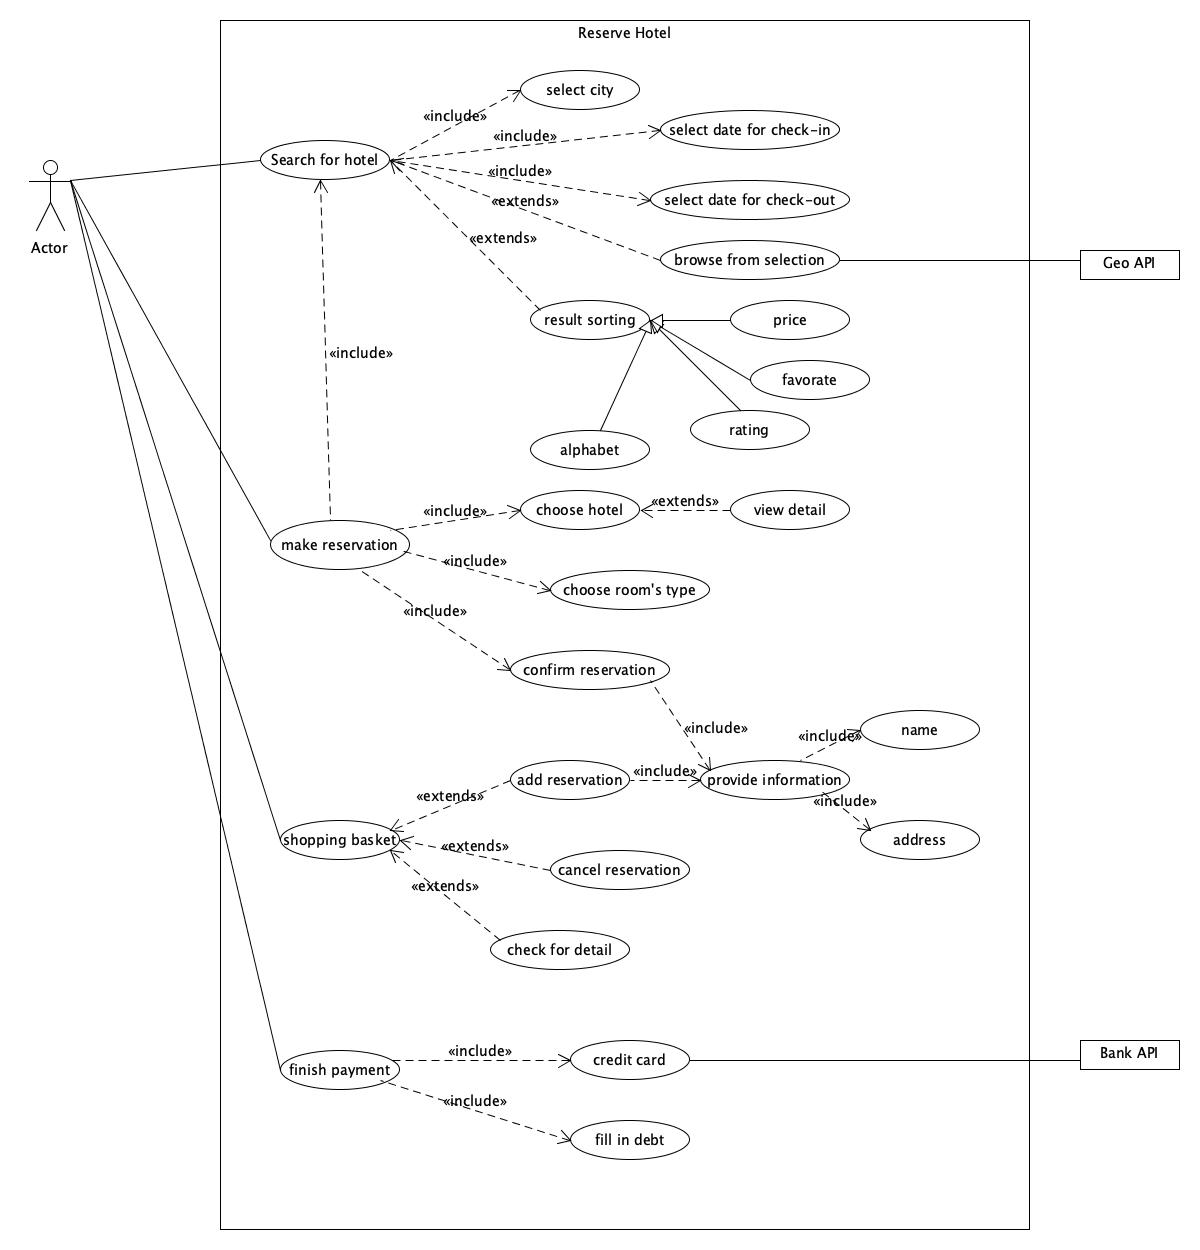 Reserve Hotel
select city
«include»
select date for check-in
«include»
Search for hotel
«include»
select date for check-out
«extends»
Actor
«extends»
browse from selection
Geo API
result sorting
price
«include»
favorate
rating
alphabet
«include»
choose hotel
«extends»
view detail
make reservation
«include»
choose room's type
«include»
confirm reservation
«include»
name
«include»
add reservation
«include»
provide information
«extends»
«include»
shopping basket
address
«extends»
cancel reservation
«extends»
check for detail
«include»
credit card
Bank API
finish payment
«include»
fill in debt